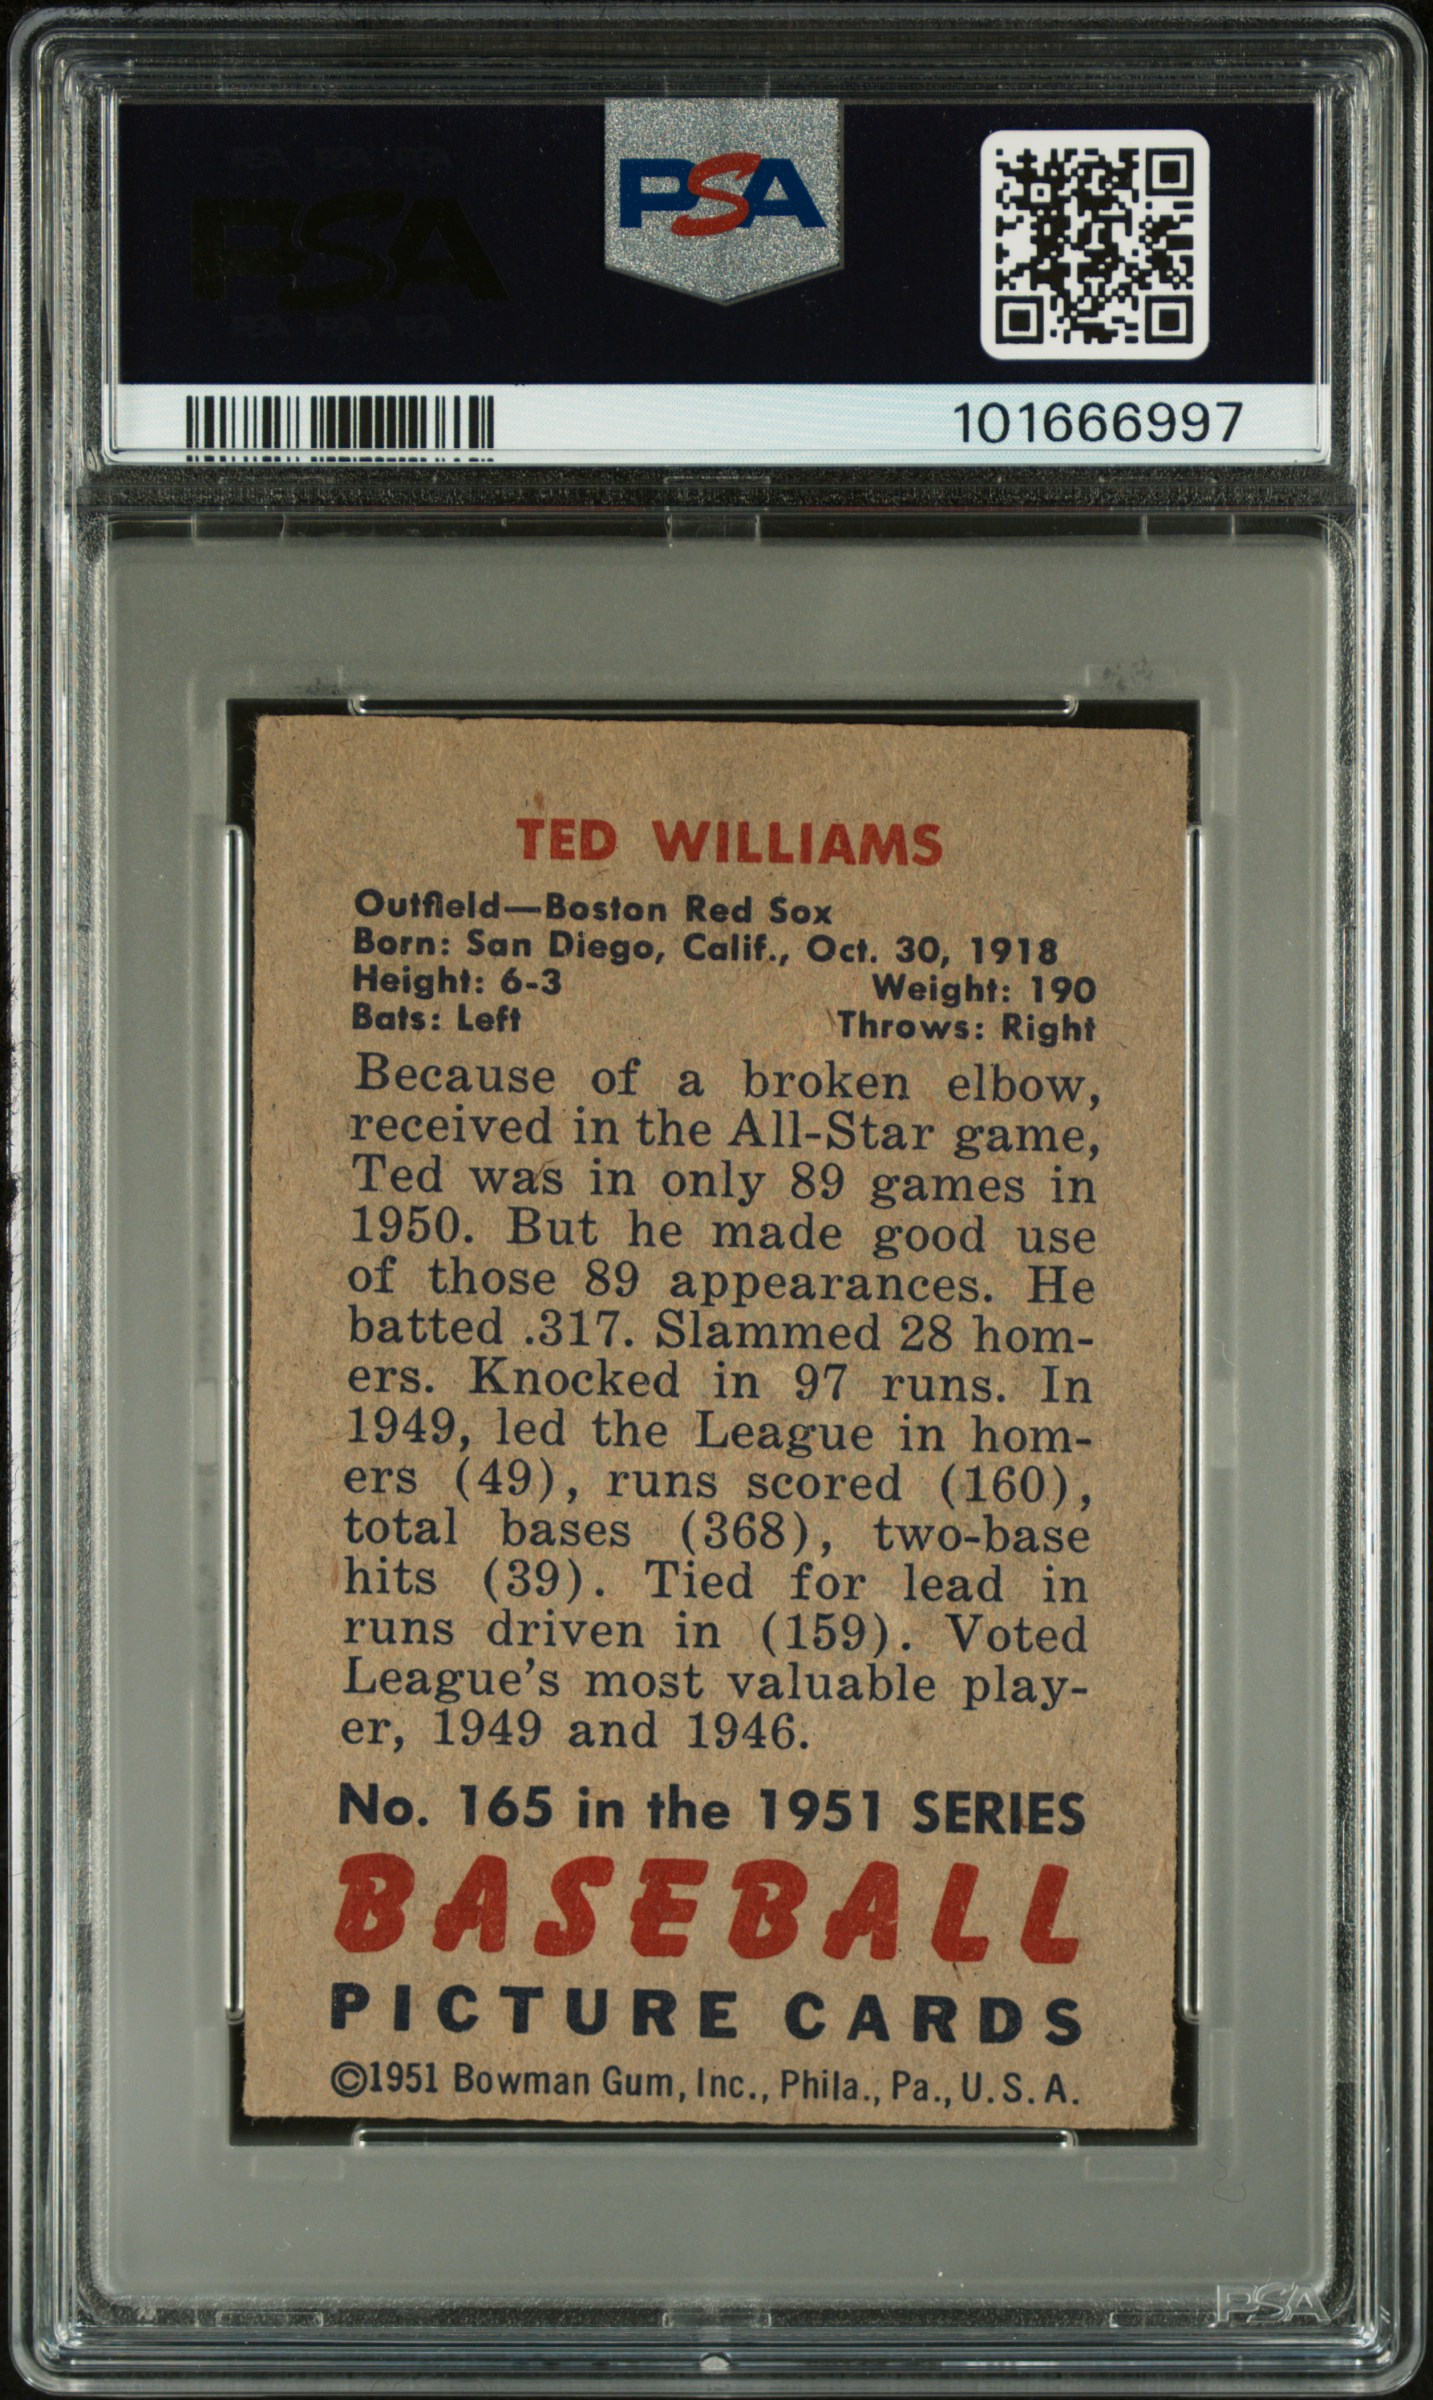 PSA
PSA
101666997
TED WILLIAMS
Outfield—Boston Red Sox
Born: San Diego, Calif., Oct. 30, 1918
Height: 6-3 Weight: 190
Bats: Left Throws: Right
Because of a broken elbow,
received in the All-Star game,
Ted was in only 89 games in
1950. But he made good use
of those 89 appearances. He
batted .317. Slammed 28 hom-
ers. Knocked in 97 runs. In
1949, led the League in hom-
ers (49), runs scored (160),
total bases (368), two-base
hits (39). Tied for lead in
runs driven in (159). Voted
League's most valuable play-
er, 1949 and 1946.
No. 165 in the 1951 SERIES
BASEBALL
PICTURE CARDS
©1951 Bowman Gum, Inc., Phila., Pa., U.S.A.
PSA